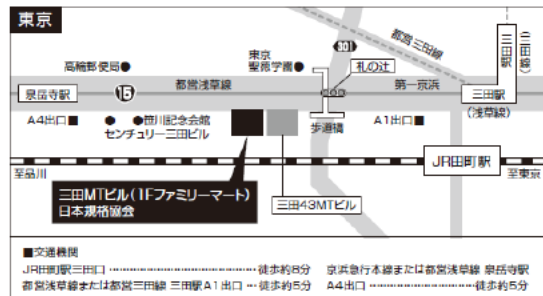 東京
301
都営三田線
三田駅
(三田線)
高輪郵便局●
東京
聖徳学園●
札の辻
泉岳寺駅
15
都営浅草線
第一京浜
三田駅
(浅草線)
A4出口■
●
●笹川記念会館
センチュリー三田ビル
歩道橋
A1出口■
JR田町駅
至品川
至東京
三田MTビル(1Fファミリーマート)
日本規格協会
三田43MTビル
■交通機関
JR田町駅三田口 ……………………… 徒歩約8分
都営浅草線または都営三田線 三田駅A1出口 … 徒歩約5分
京浜急行本線または都営浅草線 泉岳寺駅
A4出口 ……………………… 徒歩約5分